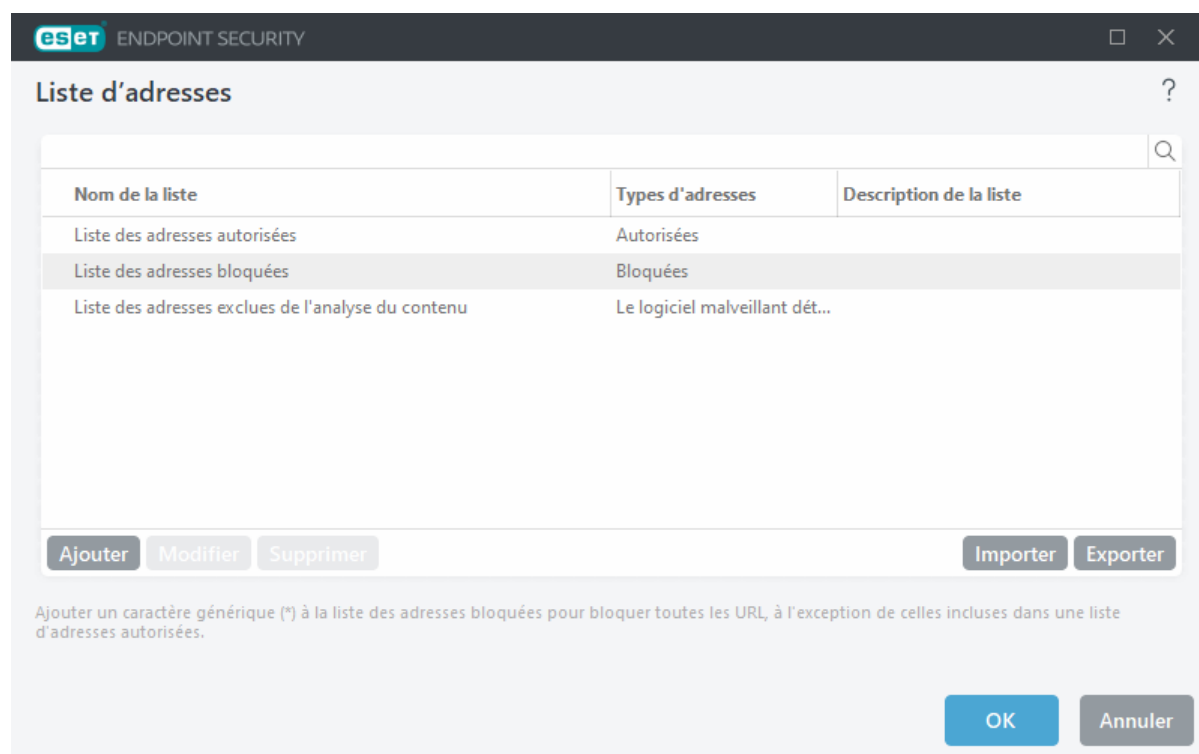 eset ENDPOINT SECURITY
Liste d'adresses
?
Nom de la liste Types d'adresses Description de la liste
Liste des adresses autorisées Autorisées
Liste des adresses bloquées Bloquées
Liste des adresses exclues de l'analyse du contenu Le logiciel malveillant dét...
Ajouter Modifier Supprimer Importer Exporter
Ajouter un caractère générique (*) à la liste des adresses bloquées pour bloquer toutes les URL, à l'exception de celles incluses dans une liste
d'adresses autorisées.
OK Annuler